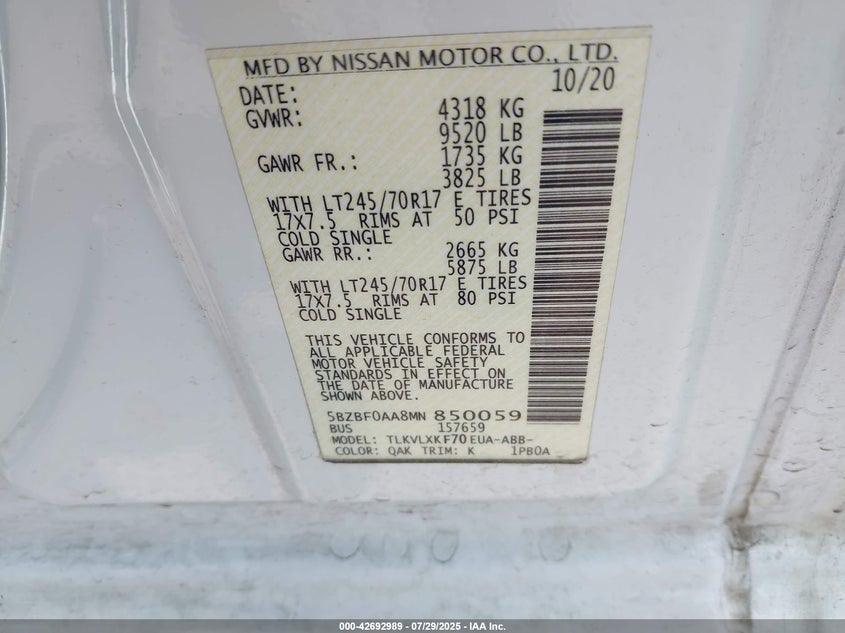 MFD BY NISSAN MOTOR CO., LTD.
DATE: 10/20
GVWR: 4318 KG
9520 LB
GAWR FR.: 1735 KG
3825 LB
WITH LT245/70R17 E TIRES
17X7.5 RIMS AT 50 PSI
COLD SINGLE
GAWR RR.: 2665 KG
5875 LB
WITH LT245/70R17 E TIRES
17X7.5 RIMS AT 80 PSI
COLD SINGLE
THIS VEHICLE CONFORMS TO
ALL APPLICABLE FEDERAL
MOTOR VEHICLE SAFETY
STANDARDS IN EFFECT ON
THE DATE OF MANUFACTURE
SHOWN ABOVE.
5BZBF0AA8MN 850059
BUS 157659
MODEL: TLKVLXKF70EUA-ABB-
COLOR: QAK TRIM: K 1PB0A
000-42692989 - 07/29/2025 - IAA Inc.